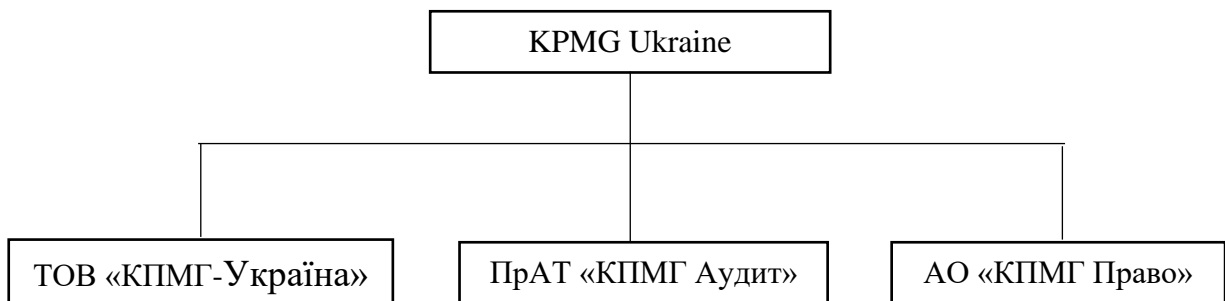 KPMG Ukraine
ТОВ «КПМГ-Україна»
ПрАТ «КПМГ Аудит»
АО «КПМГ Право»